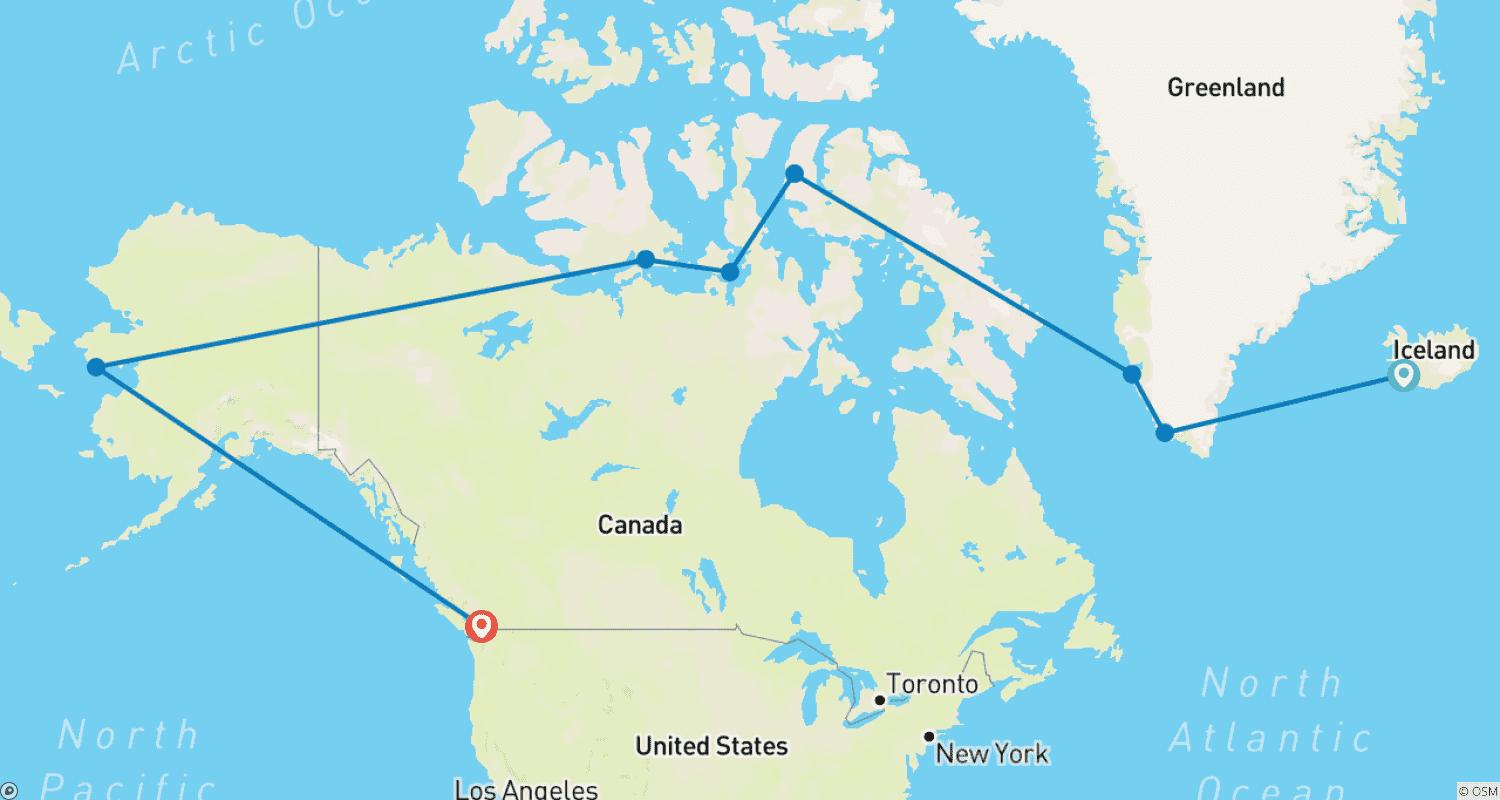 Arctic Oce
Greenland
Iceland
Canada
Toronto
North
Atlantic
Ocean
New York
United States
North
Pacific
Los Angeles
© OSM